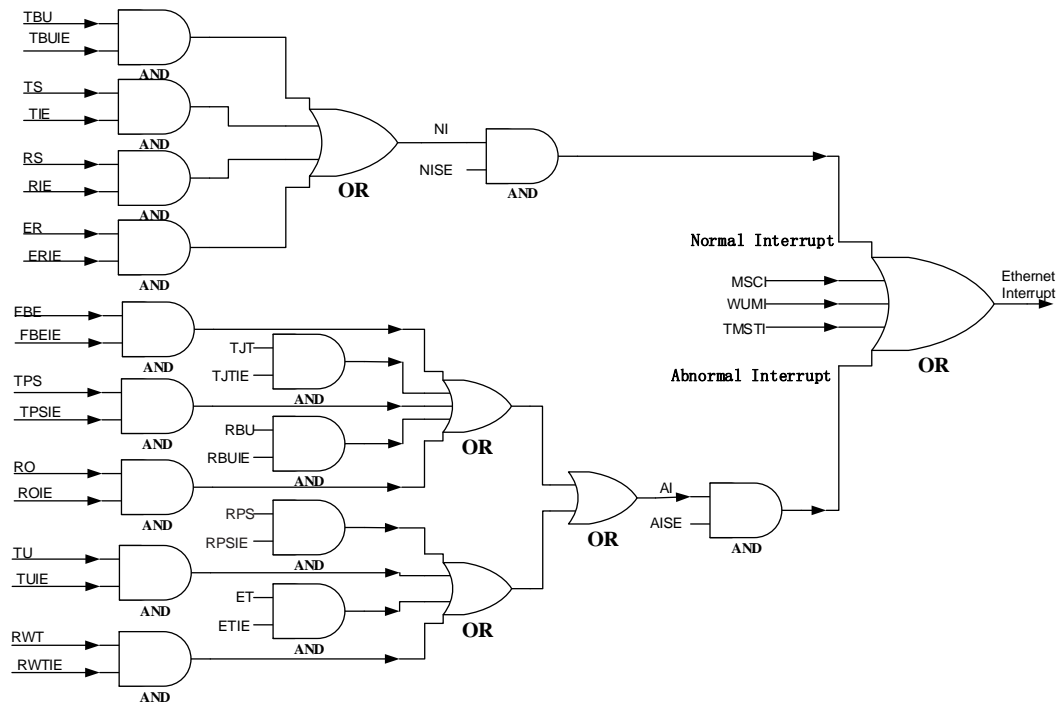 TBU
TBUIE
AND
TS
TIE
AND
RS
RIE
AND
ER
ERIE
AND
OR
NI
NISE
AND
Normal Interrupt
MSCI
WUMI
TMSTI
Abnormal Interrupt
OR
Ethernet
Interrupt
FBE
FBEIE
AND
TJT
TJTIE
AND
TPS
TPSIE
AND
RBU
RBUIE
AND
RO
ROIE
AND
OR
RPS
RPSIE
AND
TU
TUIE
AND
ET
ETIE
AND
RWT
RWTIE
AND
OR
OR
AI
AISE
AND